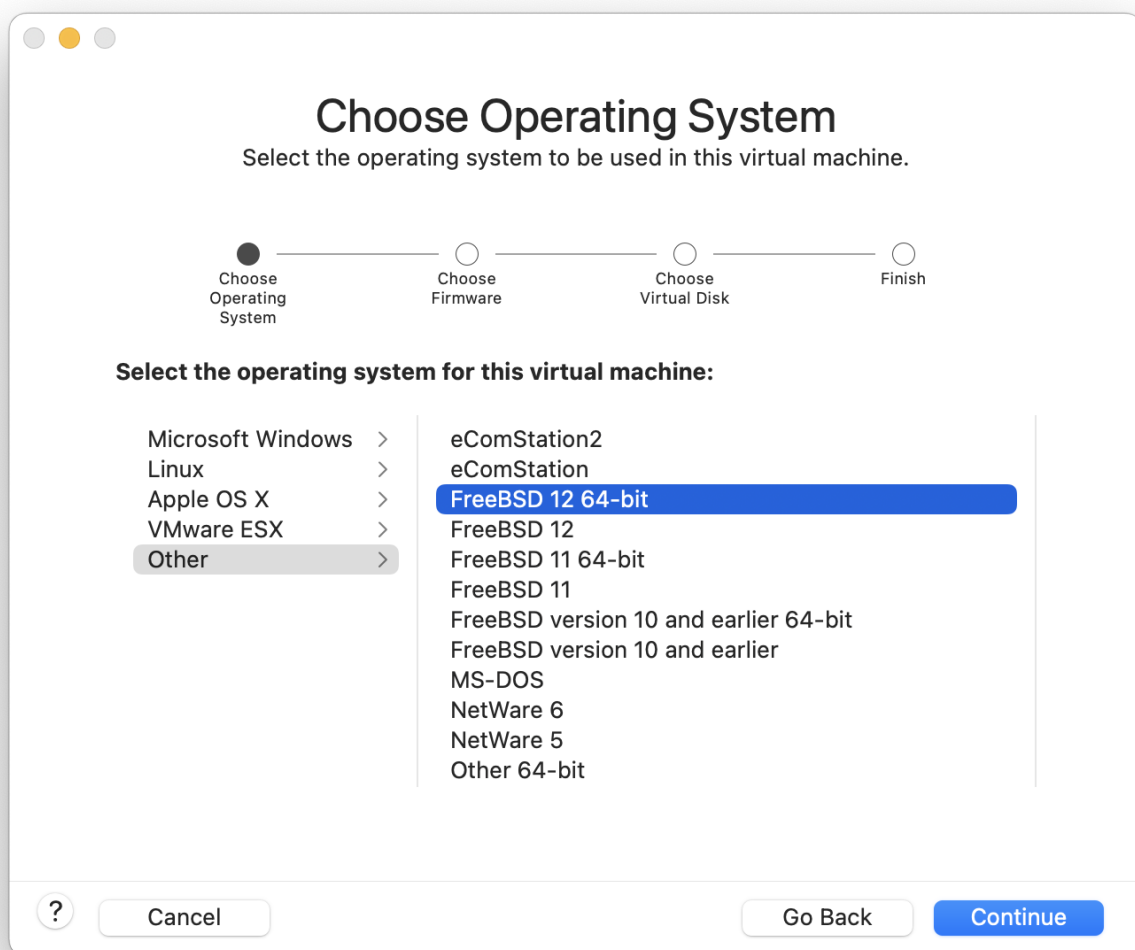 Choose Operating System
Select the operating system to be used in this virtual machine.
Choose
Operating
System
Choose
Firmware
Choose
Virtual Disk
Finish
Select the operating system for this virtual machine:
Microsoft Windows
Linux
Apple OS X
VMware ESX
Other
eComStation2
eComStation
FreeBSD 12 64-bit
FreeBSD 12
FreeBSD 11 64-bit
FreeBSD 11
FreeBSD version 10 and earlier 64-bit
FreeBSD version 10 and earlier
MS-DOS
NetWare 6
NetWare 5
Other 64-bit
?
Cancel
Go Back
Continue